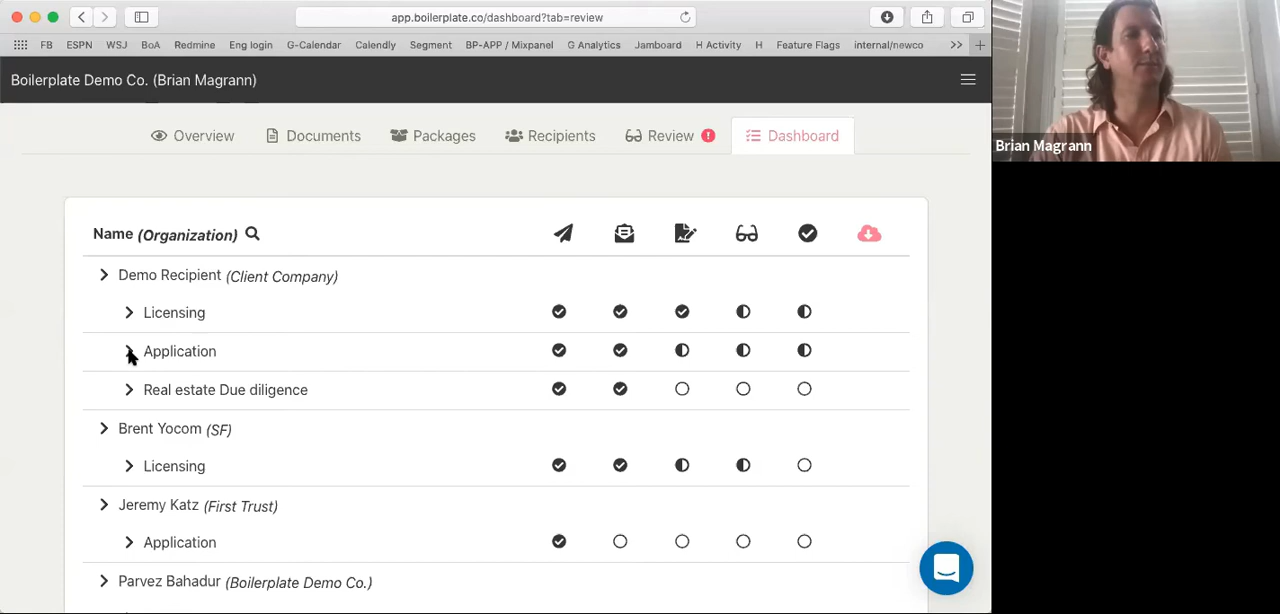 app.boilerplate.co/dashboard?tab=review
FB ESPN WSJ BoA Redmine Eng login G-Calendar Calendly Segment BP-APP / Mixpanel G Analytics Jamboard H Activity H Feature Flags internal/newco >> +
Boilerplate Demo Co. (Brian Magrann)
Overview Documents Packages Recipients Review ! Dashboard
Name (Organization)
Demo Recipient (Client Company)
Licensing
Application
Real estate Due diligence
Brent Yocom (SF)
Licensing
Jeremy Katz (First Trust)
Application
Parvez Bahadur (Boilerplate Demo Co.)
Brian Magrann